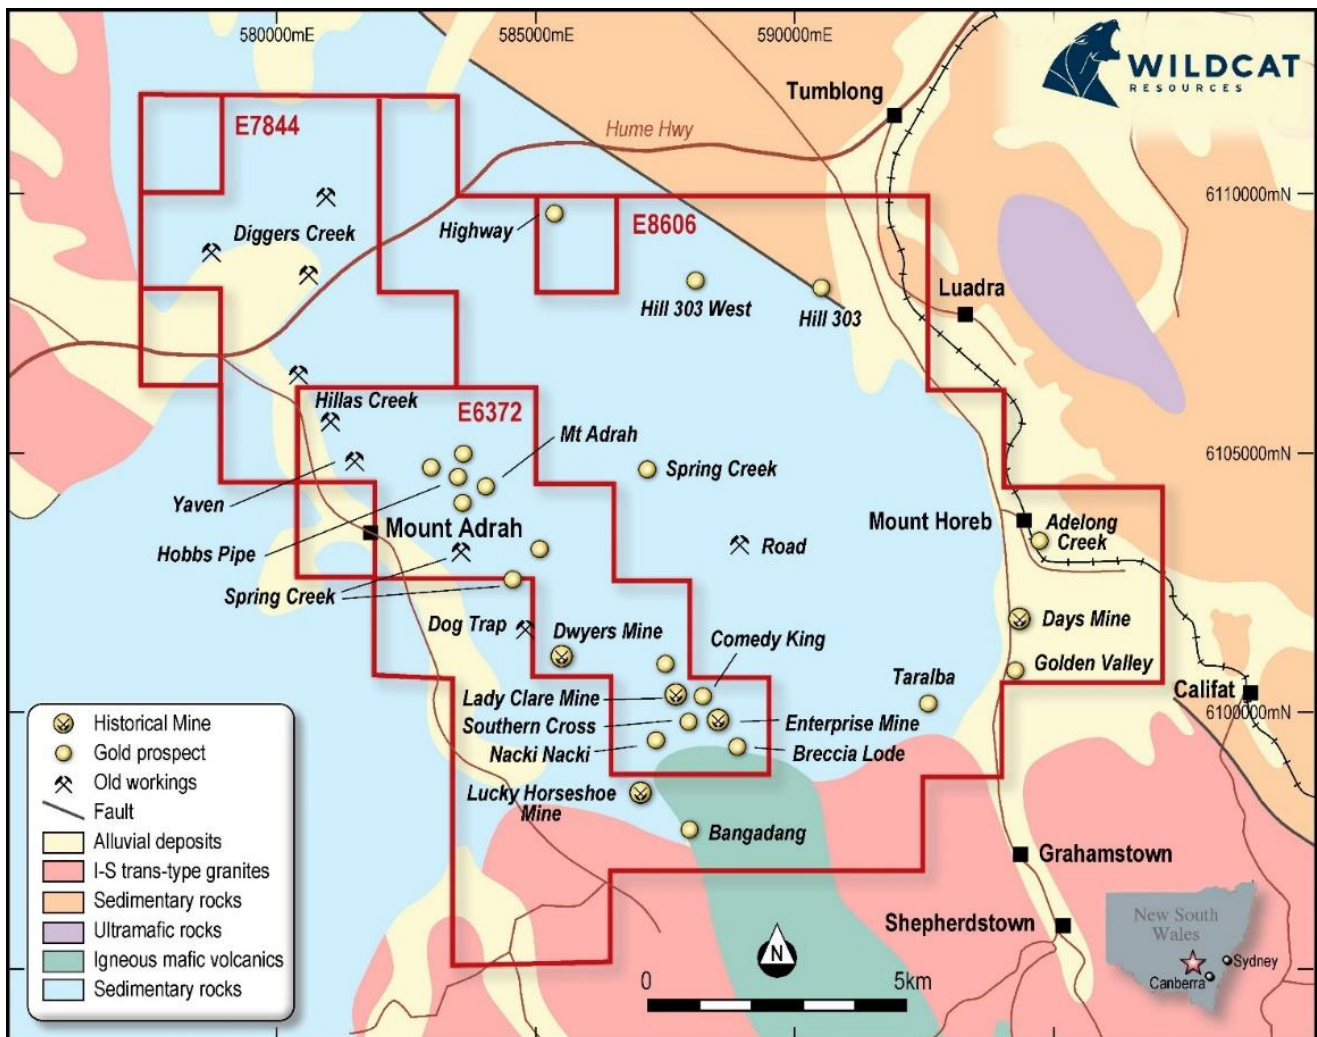 580000mE
585000mE
590000mE
WILDCAT
RESOURCES
Tumblong
E7844
Hume Hwy
6110000mN
Highway
E8606
Diggers Creek
Luadra
Hill 303 West
Hill 303
Hillas Creek
E6372
Mt Adrah
Spring Creek
6105000mN
Yaven
Mount Adrah
Mount Horeb
Adelong
Creek
Hobbs Pipe
Road
Spring Creek
Dog Trap
Dwyers Mine
Days Mine
Comedy King
Golden Valley
Taralba
Lady Clare Mine
Califat
Southern Cross
Enterprise Mine
6100000mN
Nacki Nacki
Breccia Lode
Lucky Horseshoe
Mine
Bangadang
Grahamstown
Shepherdstown
Historical Mine
Gold prospect
Old workings
Fault
Alluvial deposits
I-S trans-type granites
Sedimentary rocks
Ultramafic rocks
Igneous mafic volcanics
Sedimentary rocks
N
0
5km
New South
Wales
Sydney
Canberra